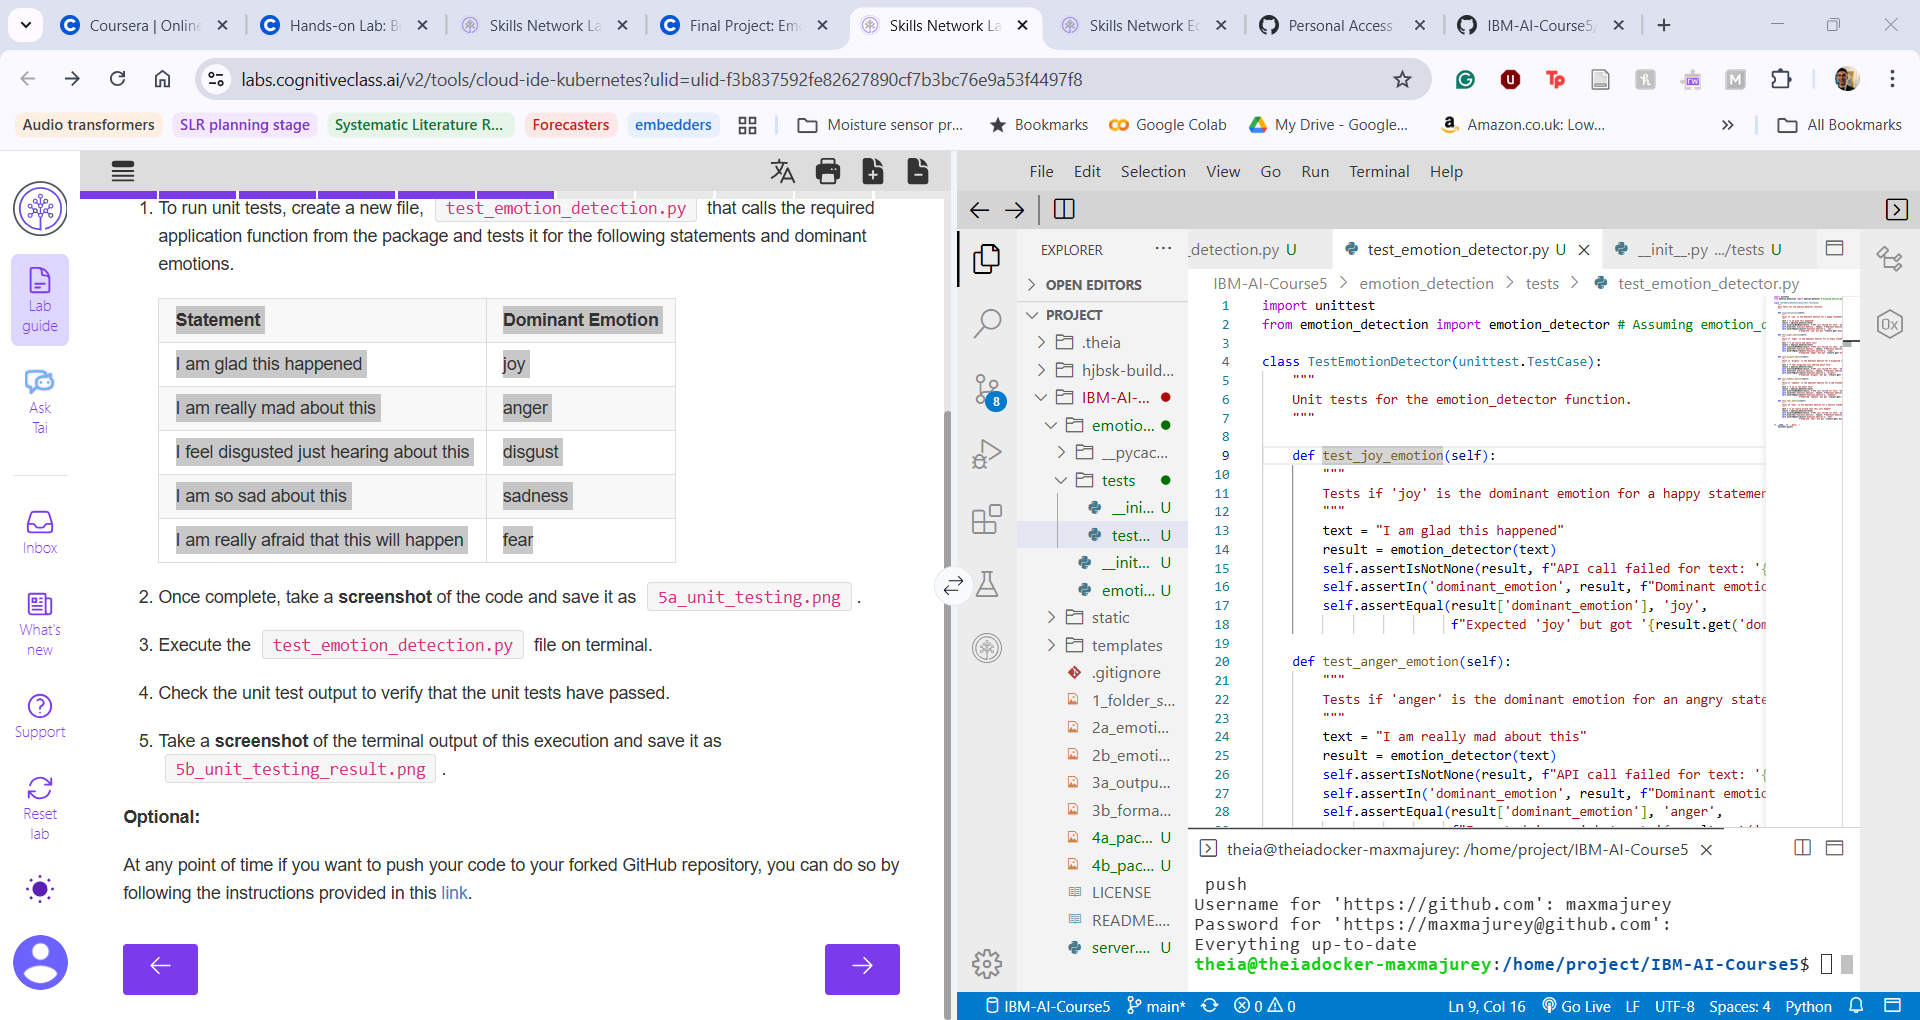 Coursera | Online
Hands-on Lab: B
Skills Network La
Final Project: Em
Skills Network La
Skills Network Ec
Personal Access
IBM-AI-Course5
labs.cognitiveclass.ai/v2/tools/cloud-ide-kubernetes?ulid=ulid-f3b837592fe82627890cf7b3bc76e9a53f4497f8
Audio transformers
SLR planning stage
Systematic Literature R...
Forecasters
embedders
Moisture sensor pr...
Bookmarks
Google Colab
My Drive - Google...
Amazon.co.uk: Low...
All Bookmarks
Lab
guide
Ask
Tai
Inbox
What's
new
Support
Reset
lab
1. To run unit tests, create a new file, test_emotion_detection.py that calls the required
application function from the package and tests it for the following statements and dominant
emotions.
Statement Dominant Emotion
I am glad this happened joy
I am really mad about this anger
I feel disgusted just hearing about this disgust
I am so sad about this sadness
I am really afraid that this will happen fear
2. Once complete, take a screenshot of the code and save it as 5a_unit_testing.png .
3. Execute the test_emotion_detection.py file on terminal.
4. Check the unit test output to verify that the unit tests have passed.
5. Take a screenshot of the terminal output of this execution and save it as
5b_unit_testing_result.png .
Optional:
At any point of time if you want to push your code to your forked GitHub repository, you can do so by
following the instructions provided in this link.
File Edit Selection View Go Run Terminal Help
EXPLORER ...
OPEN EDITORS
PROJECT
.theia
hjbsk-build...
IBM-AI-...
emotio...
__pycac...
tests
__ini... U
test... U
__init... U
emoti... U
static
templates
.gitignore
1_folder_s...
2a_emoti...
2b_emoti...
3a_outpu...
3b_forma...
4a_pac... U
4b_pac... U
LICENSE
README....
server.... U
8
_detection.py U
test_emotion_detector.py U
__init__.py .../tests U
IBM-AI-Course5 > emotion_detection > tests > test_emotion_detector.py
1 import unittest
2 from emotion_detection import emotion_detector # Assuming emotion_d
3
4 class TestEmotionDetector(unittest.TestCase):
5 """
6 Unit tests for the emotion_detector function.
7 """
8
9 def test_joy_emotion(self):
10 """
11 Tests if 'joy' is the dominant emotion for a happy statemen
12 """
13 text = "I am glad this happened"
14 result = emotion_detector(text)
15 self.assertIsNotNone(result, f"API call failed for text: '{
16 self.assertIn('dominant_emotion', result, f"Dominant emotio
17 self.assertEqual(result['dominant_emotion'], 'joy',
18 f"Expected 'joy' but got '{result.get('dom
19
20 def test_anger_emotion(self):
21 """
22 Tests if 'anger' is the dominant emotion for an angry state
23 """
24 text = "I am really mad about this"
25 result = emotion_detector(text)
26 self.assertIsNotNone(result, f"API call failed for text: '{
27 self.assertIn('dominant_emotion', result, f"Dominant emotio
28 self.assertEqual(result['dominant_emotion'], 'anger',
theia@theiadocker-maxmajurey: /home/project/IBM-AI-Course5
push
Username for 'https://github.com': maxmajurey
Password for 'https://maxmajurey@github.com':
Everything up-to-date
theia@theiadocker-maxmajurey:/home/project/IBM-AI-Course5$
IBM-AI-Course5 main* 0 0 Ln 9, Col 16 Go Live LF UTF-8 Spaces: 4 Python